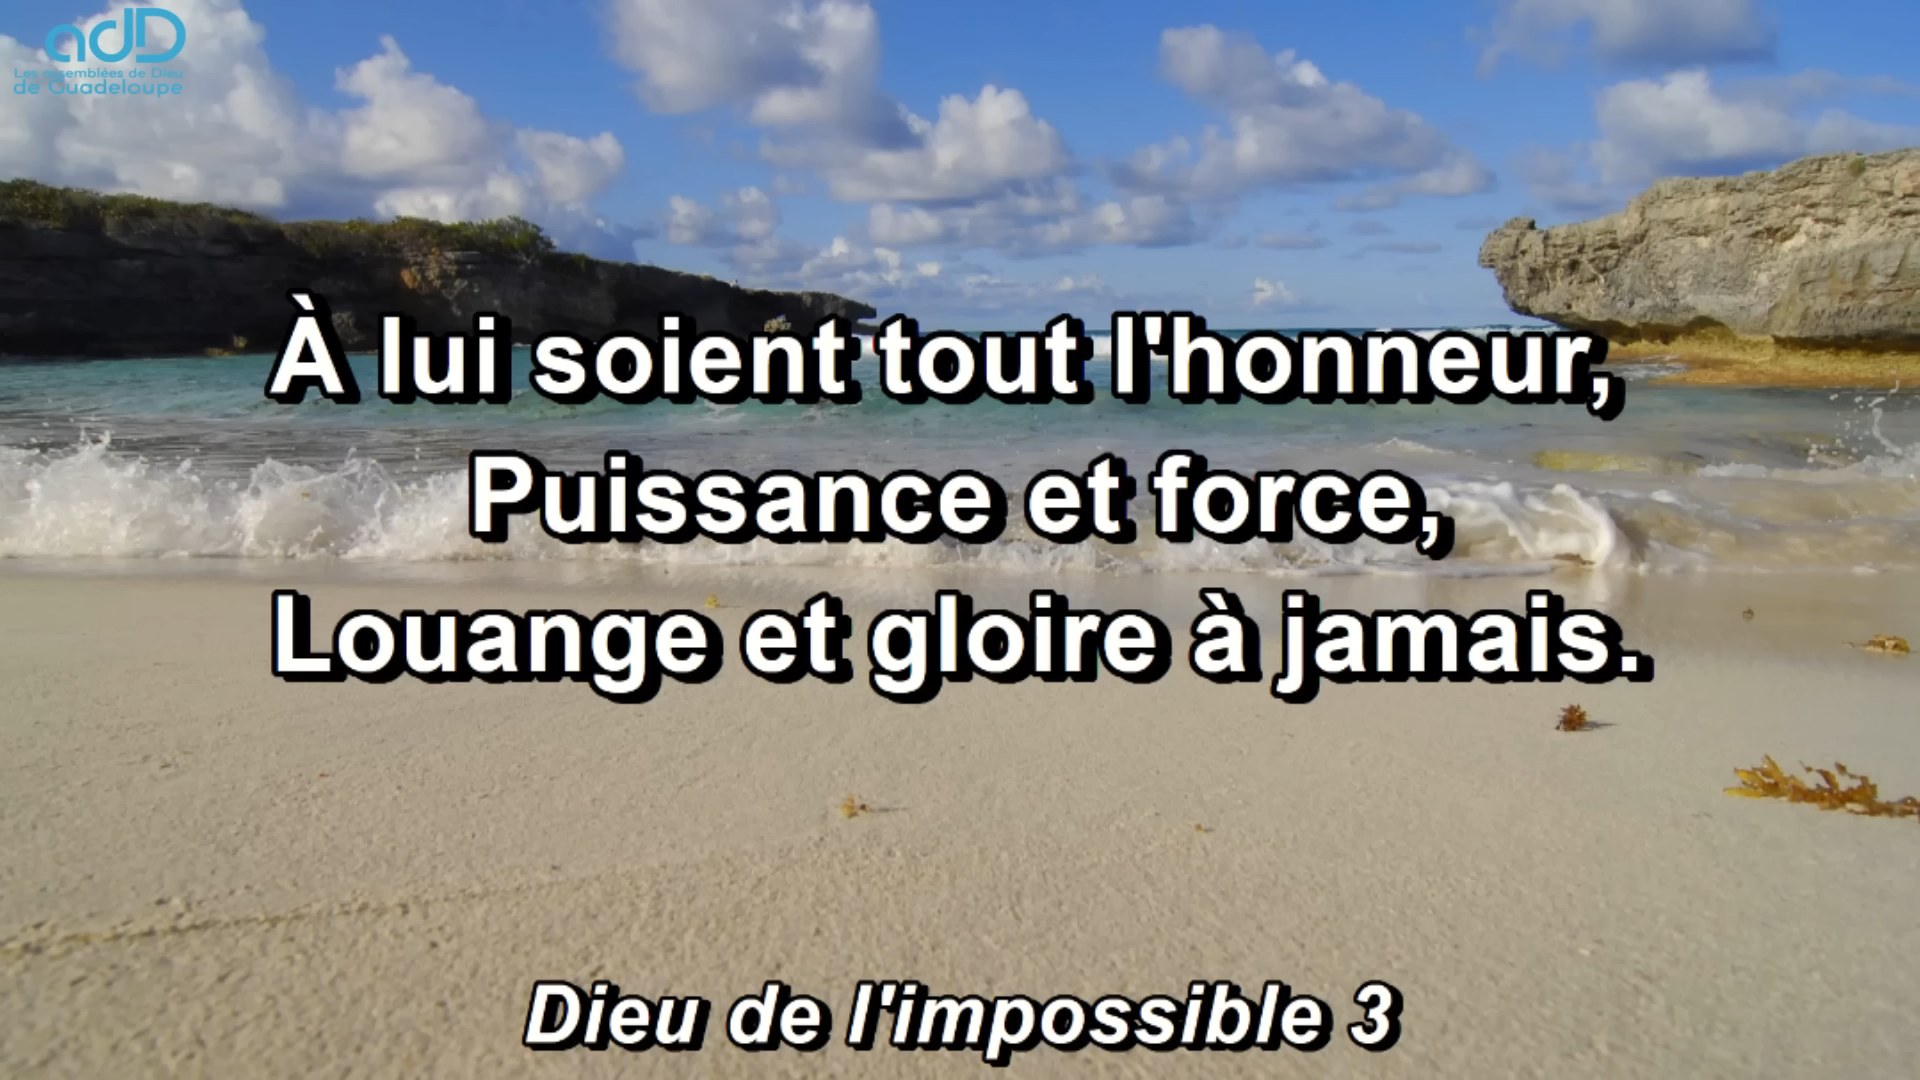 adD
Les assemblées de Dieu
de Guadeloupe
À lui soient tout l'honneur,
Puissance et force,
Louange et gloire à jamais.
Dieu de l'impossible 3